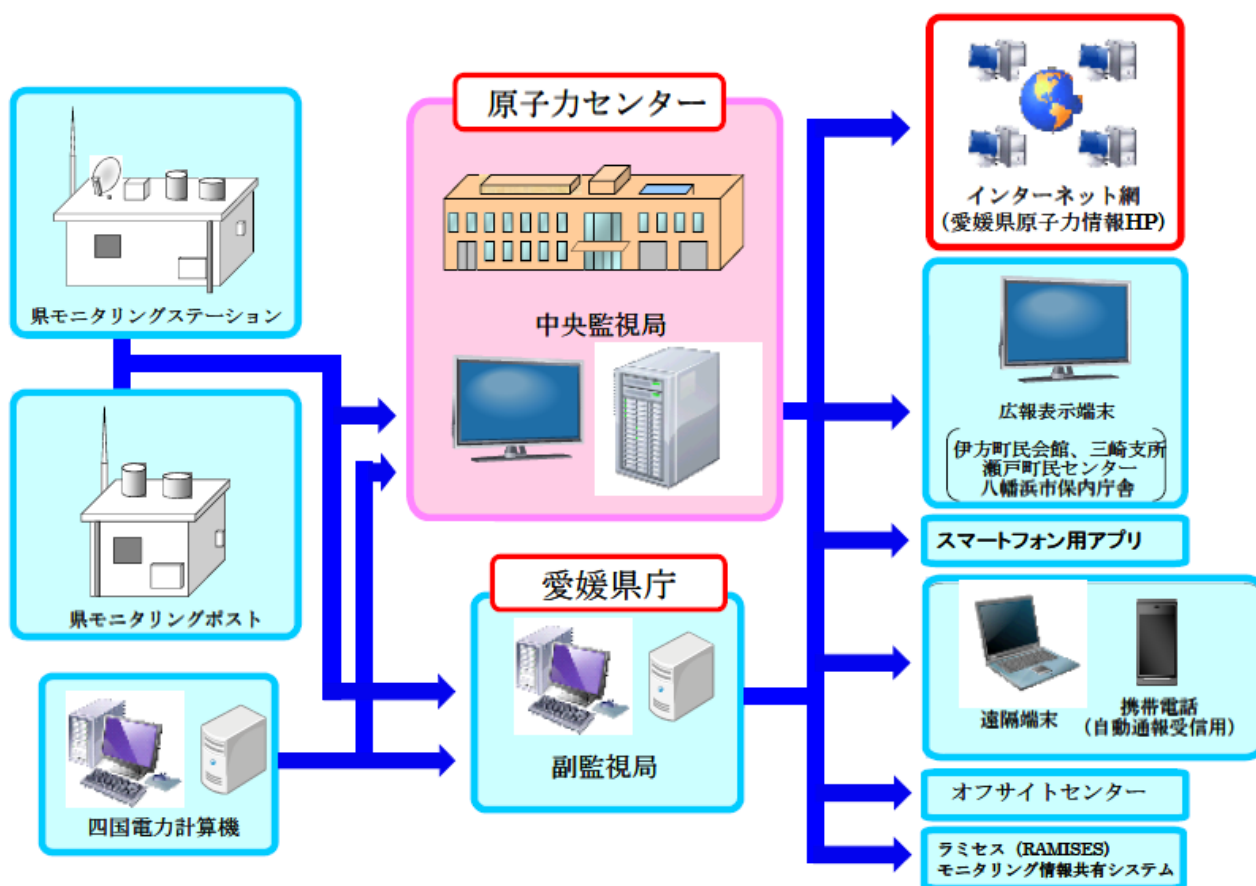 県モニタリングステーション
県モニタリングポスト
四国電力計算機
原子力センター
中央監視局
愛媛県庁
副監視局
インターネット網
(愛媛県原子力情報HP)
広報表示端末
伊方町民会館、三崎支所
瀬戸町民センター
八幡浜市保内庁舎
スマートフォン用アプリ
遠隔端末
携帯電話
(自動通報受信用)
オフサイトセンター
ラミセス (RAMISES)
モニタリング情報共有システム